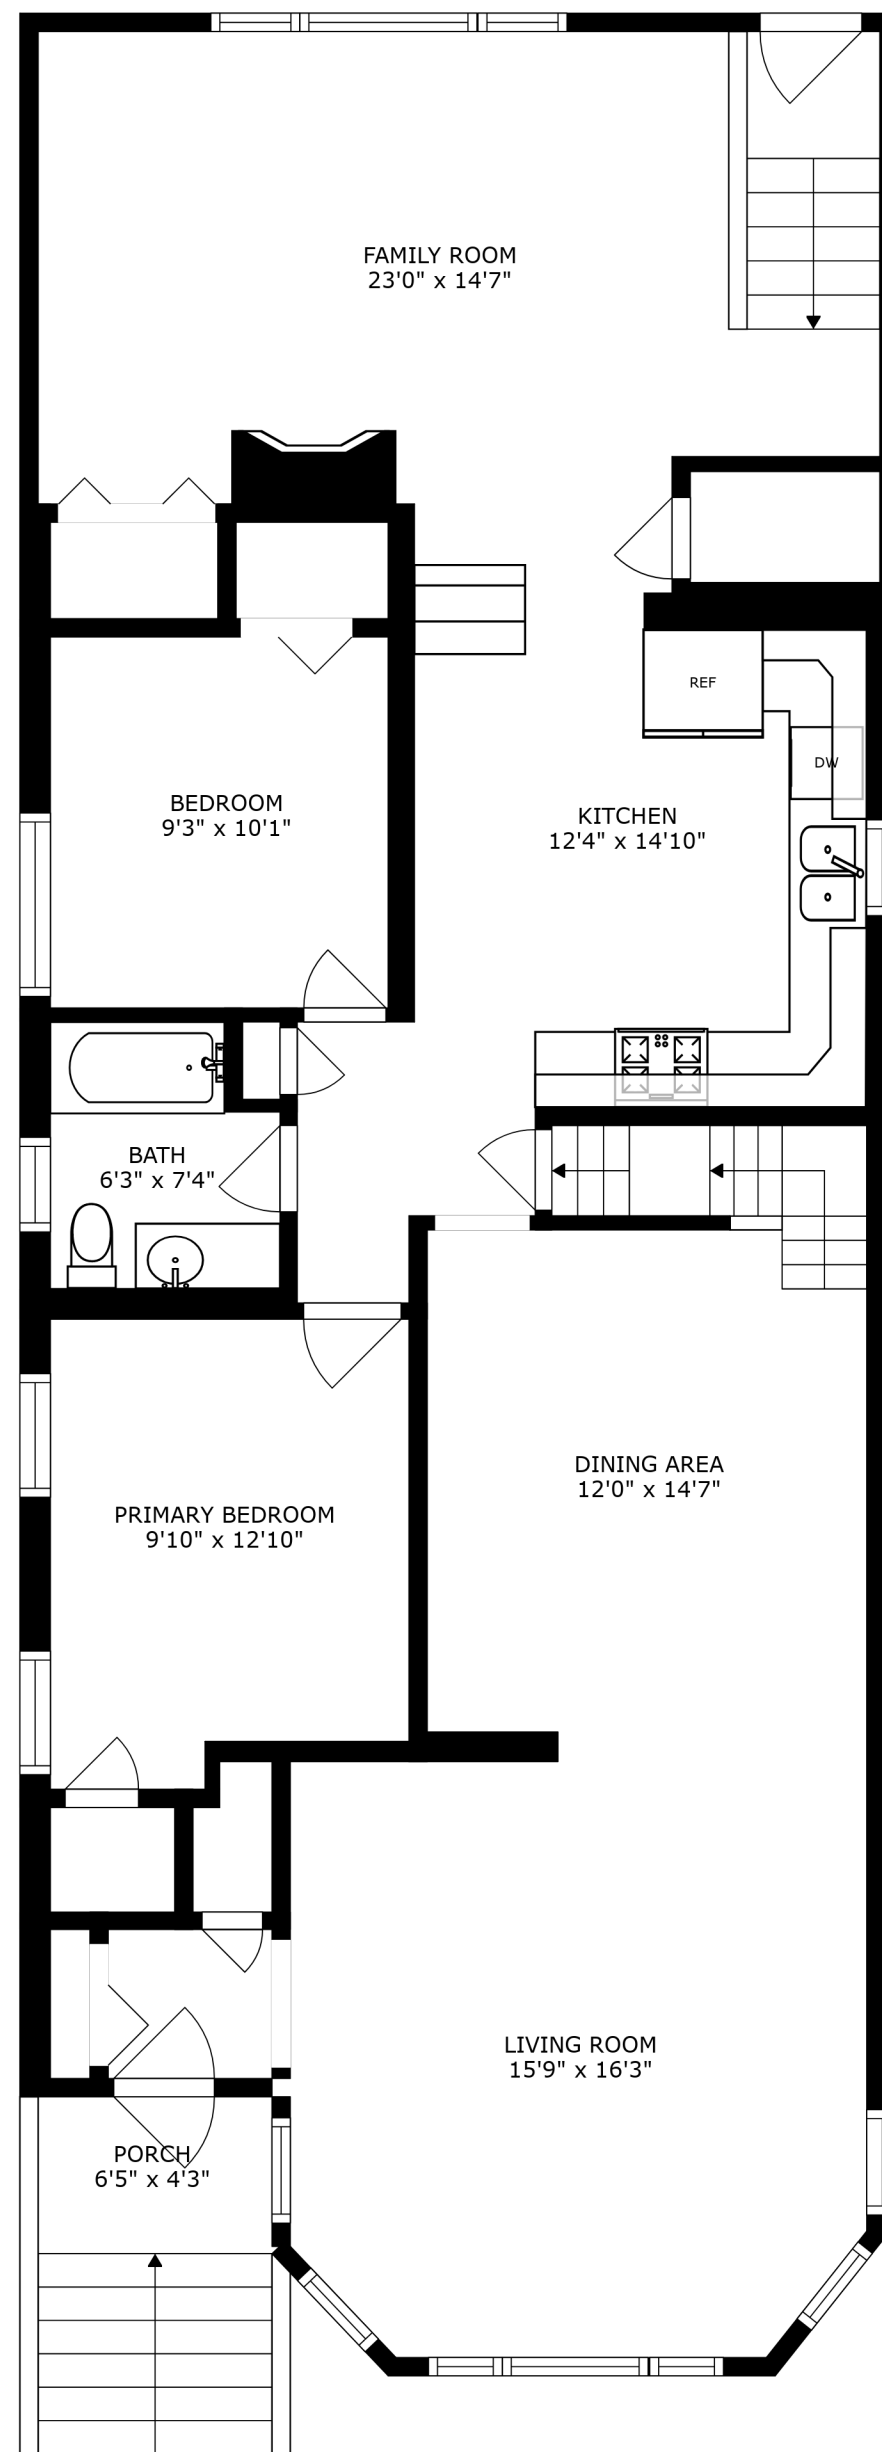 FAMILY ROOM
23'0" x 14'7"
REF
DW
BEDROOM
9'3" x 10'1"
KITCHEN
12'4" x 14'10"
BATH
6'3" x 7'4"
DINING AREA
12'0" x 14'7"
PRIMARY BEDROOM
9'10" x 12'10"
LIVING ROOM
15'9" x 16'3"
PORCH
6'5" x 4'3"